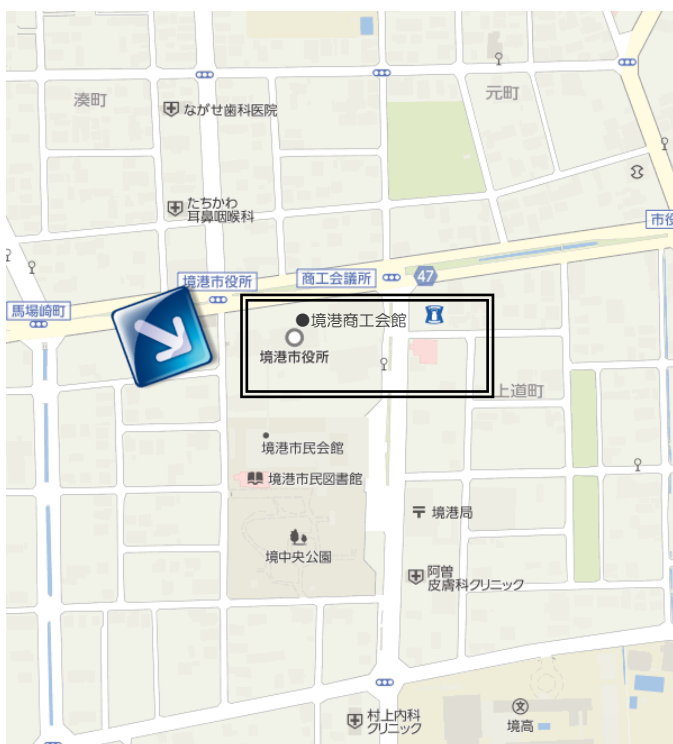 湊町
元町
ながせ歯科医院
たちかわ
耳鼻咽喉科
市役
商工会議所
47
境港市役所
馬場崎町
●境港商工会館
境港市役所
上道町
境港市民会館
境港市民図書館
〒 境港局
境中央公園
阿曽
皮膚科クリニック
村上内科
クリニック
文
境高